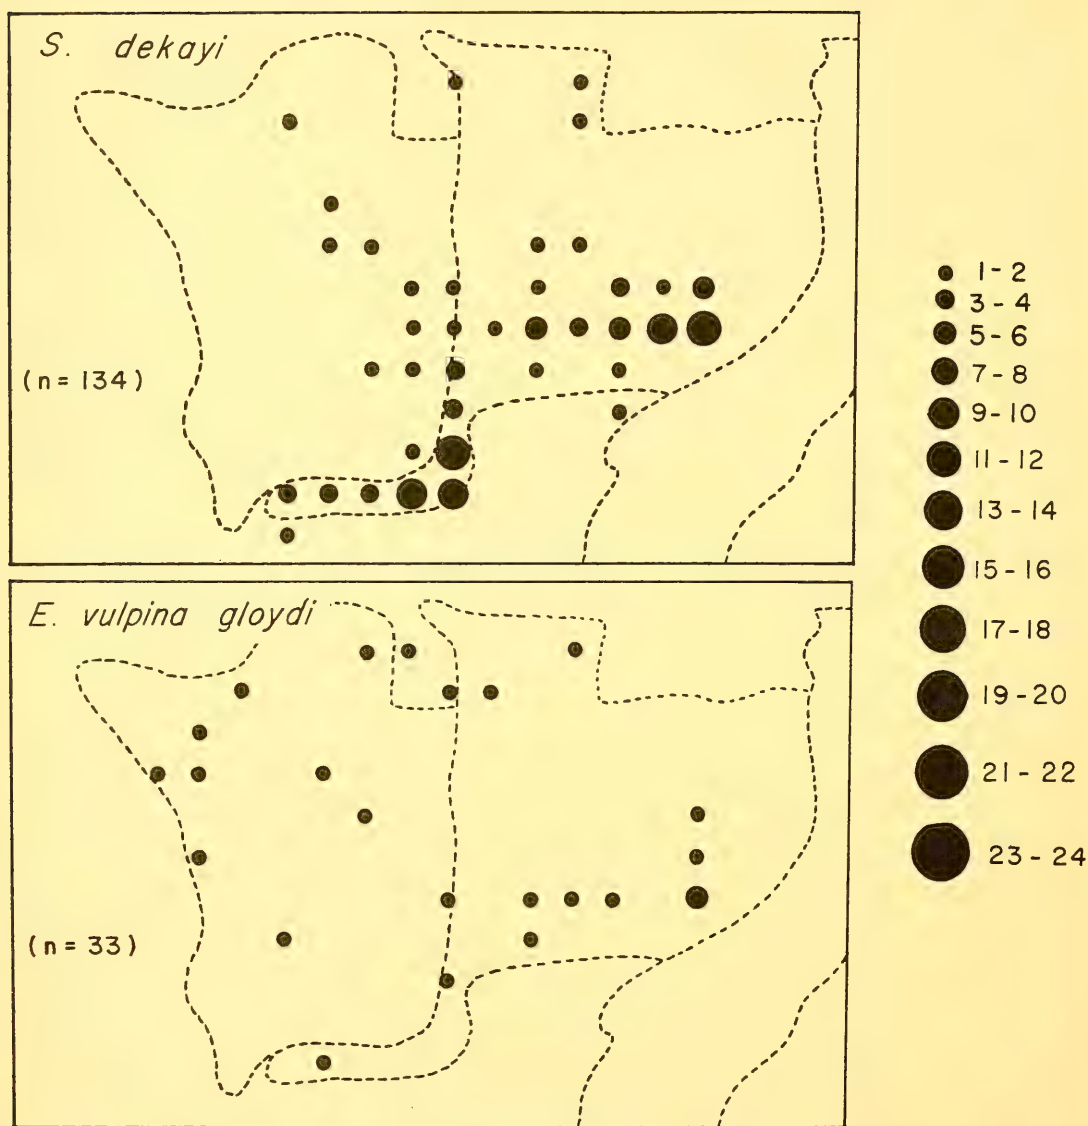 S. dekayi
(n = 134)
E. vulpina gloydi
(n = 33)
1 - 2
3 - 4
5 - 6
7 - 8
9 - 10
11 - 12
13 - 14
15 - 16
17 - 18
19 - 20
21 - 22
23 - 24